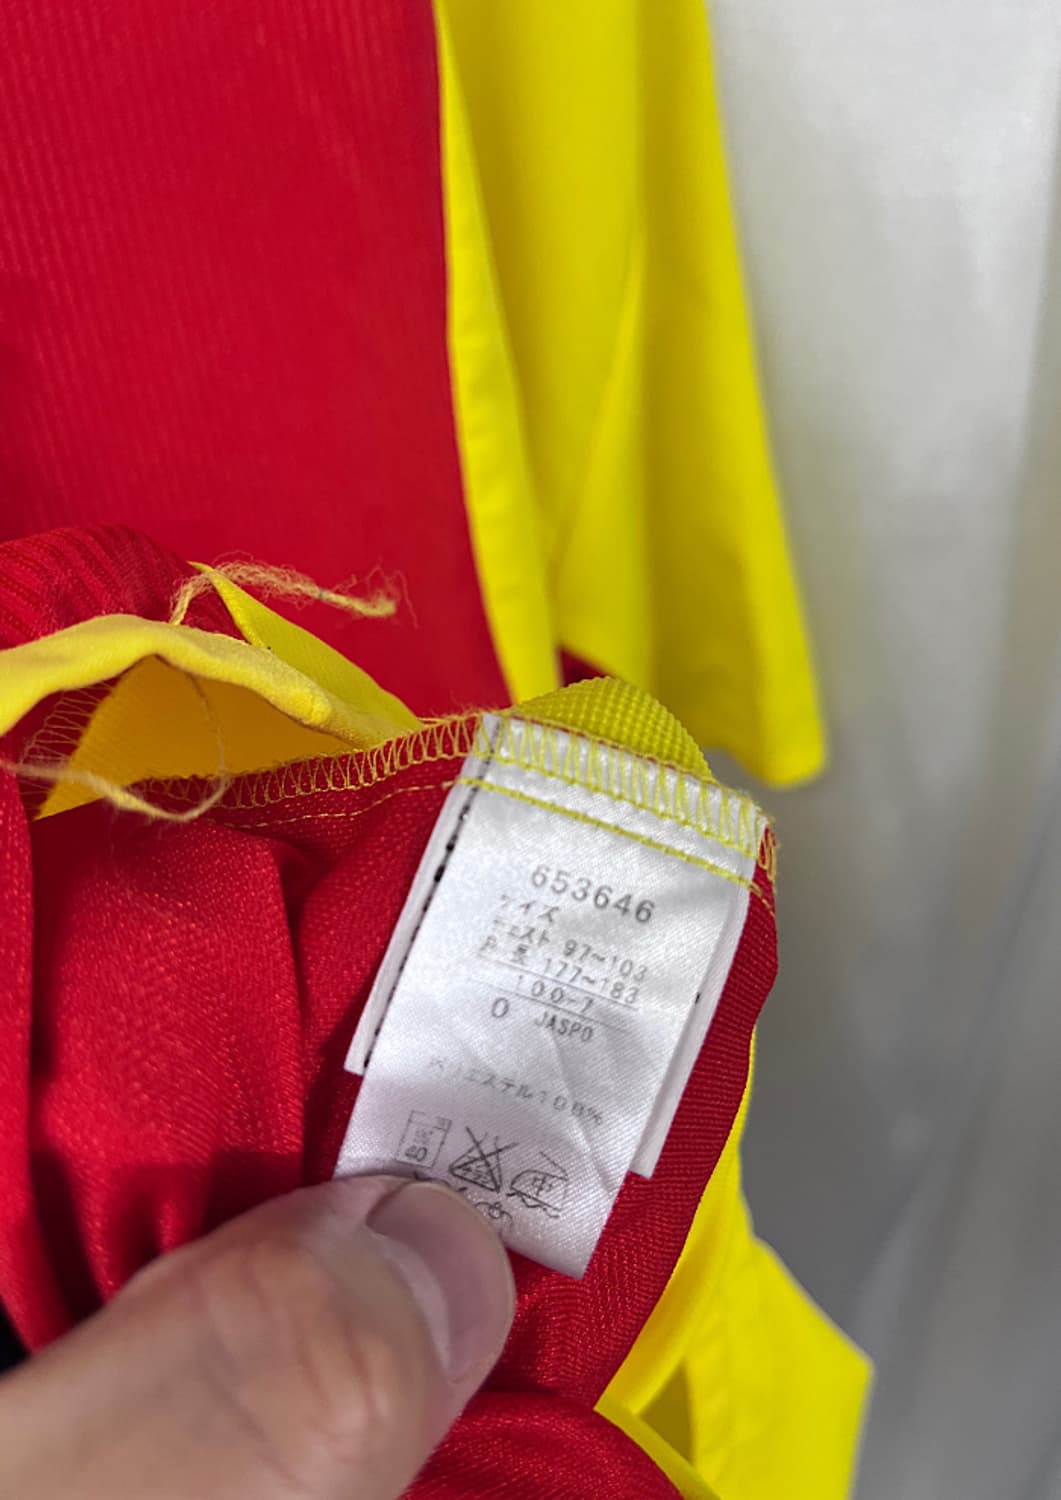 653646
サイズ
チェスト 97~103
身 長 177~183
100-7
O JASPO
ポリエステル100%
40
中